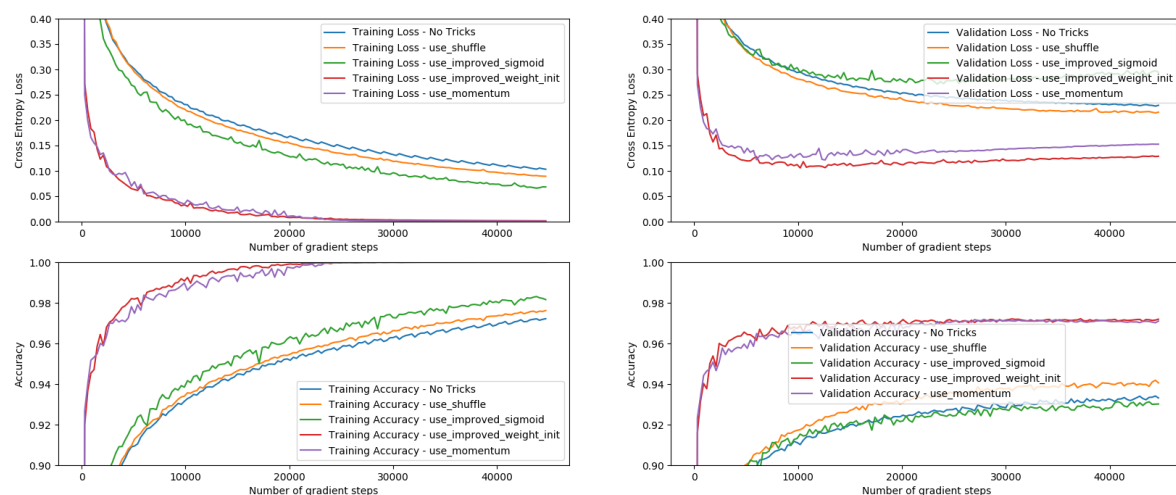 0.40
0.35
0.30
0.25
0.20
0.15
0.10
0.05
0.00
Cross Entropy Loss
Training Loss - No Tricks
Training Loss - use_shuffle
Training Loss - use_improved_sigmoid
Training Loss - use_improved_weight_init
Training Loss - use_momentum
0 10000 20000 30000 40000
Number of gradient steps
0.40
0.35
0.30
0.25
0.20
0.15
0.10
0.05
0.00
Cross Entropy Loss
Validation Loss - No Tricks
Validation Loss - use_shuffle
Validation Loss - use_improved_sigmoid
Validation Loss - use_improved_weight_init
Validation Loss - use_momentum
0 10000 20000 30000 40000
Number of gradient steps
1.00
0.98
0.96
0.94
0.92
0.90
Accuracy
Training Accuracy - No Tricks
Training Accuracy - use_shuffle
Training Accuracy - use_improved_sigmoid
Training Accuracy - use_improved_weight_init
Training Accuracy - use_momentum
0 10000 20000 30000 40000
Number of gradient steps
1.00
0.98
0.96
0.94
0.92
0.90
Accuracy
Validation Accuracy - No Tricks
Validation Accuracy - use_shuffle
Validation Accuracy - use_improved_sigmoid
Validation Accuracy - use_improved_weight_init
Validation Accuracy - use_momentum
0 10000 20000 30000 40000
Number of gradient steps